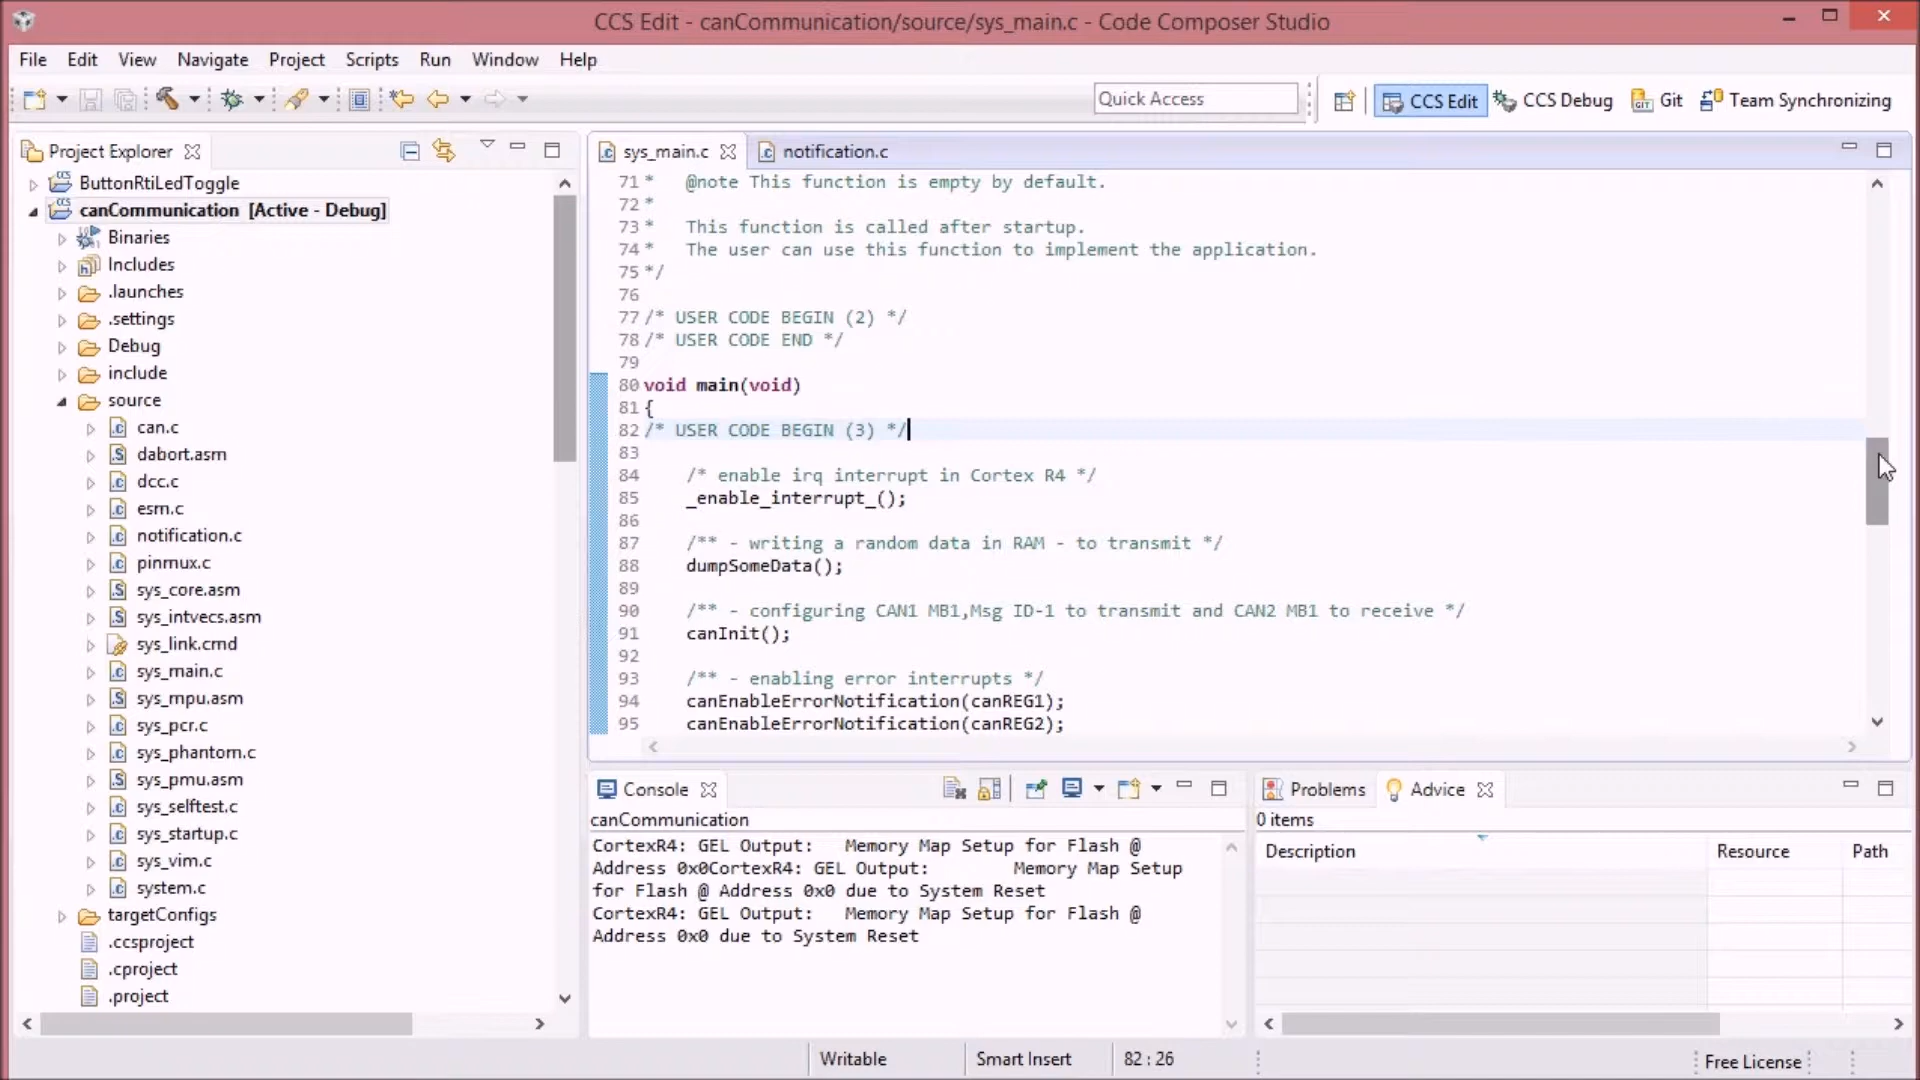 CCS Edit - canCommunication/source/sys_main.c - Code Composer Studio
File Edit View Navigate Project Scripts Run Window Help
Quick Access
CCS Edit
CCS Debug
Git
Team Synchronizing
Project Explorer
ButtonRtiLedToggle
canCommunication [Active - Debug]
Binaries
Includes
.launches
.settings
Debug
include
source
can.c
dabort.asm
dcc.c
esm.c
notification.c
pinmux.c
sys_core.asm
sys_intvecs.asm
sys_link.cmd
sys_main.c
sys_mpu.asm
sys_pcr.c
sys_phantom.c
sys_pmu.asm
sys_selftest.c
sys_startup.c
sys_vim.c
system.c
targetConfigs
.ccsproject
.cproject
.project
sys_main.c
notification.c
71 *   @note This function is empty by default.
72 *
73 *   This function is called after startup.
74 *   The user can use this function to implement the application.
75 */
76
77 /* USER CODE BEGIN (2) */
78 /* USER CODE END */
79
80 void main(void)
81 {
82 /* USER CODE BEGIN (3) */
83
84     /* enable irq interrupt in Cortex R4 */
85     _enable_interrupt_();
86
87     /** - writing a random data in RAM - to transmit */
88     dumpSomeData();
89
90     /** - configuring CAN1 MB1,Msg ID-1 to transmit and CAN2 MB1 to receive */
91     canInit();
92
93     /** - enabling error interrupts */
94     canEnableErrorNotification(canREG1);
95     canEnableErrorNotification(canREG2);
Console
canCommunication
CortexR4: GEL Output:   Memory Map Setup for Flash @
Address 0x0CortexR4: GEL Output:        Memory Map Setup
for Flash @ Address 0x0 due to System Reset
CortexR4: GEL Output:   Memory Map Setup for Flash @
Address 0x0 due to System Reset
Problems
Advice
0 items
Description Resource Path
Writable
Smart Insert
82 : 26
Free License